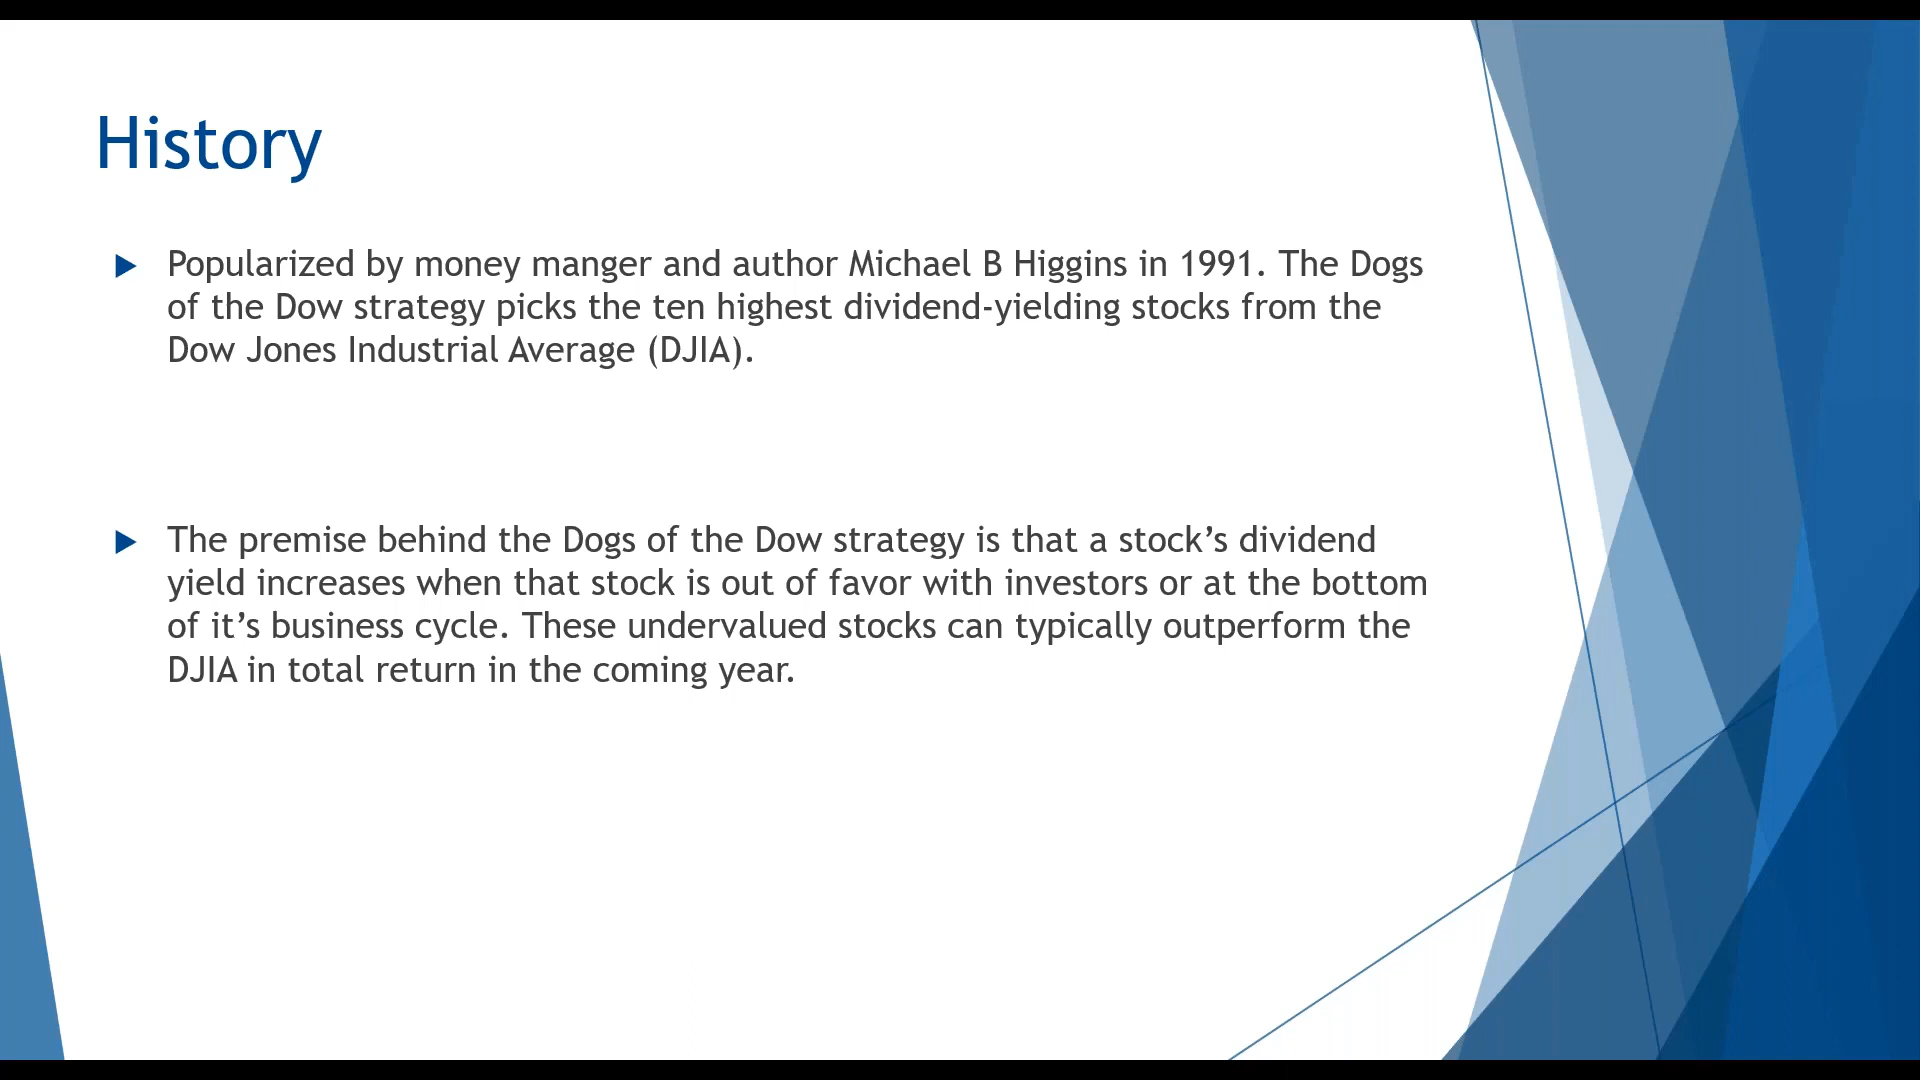 History
Popularized by money manger and author Michael B Higgins in 1991. The Dogs
of the Dow strategy picks the ten highest dividend-yielding stocks from the
Dow Jones Industrial Average (DJIA).
The premise behind the Dogs of the Dow strategy is that a stock’s dividend
yield increases when that stock is out of favor with investors or at the bottom
of it’s business cycle. These undervalued stocks can typically outperform the
DJIA in total return in the coming year.